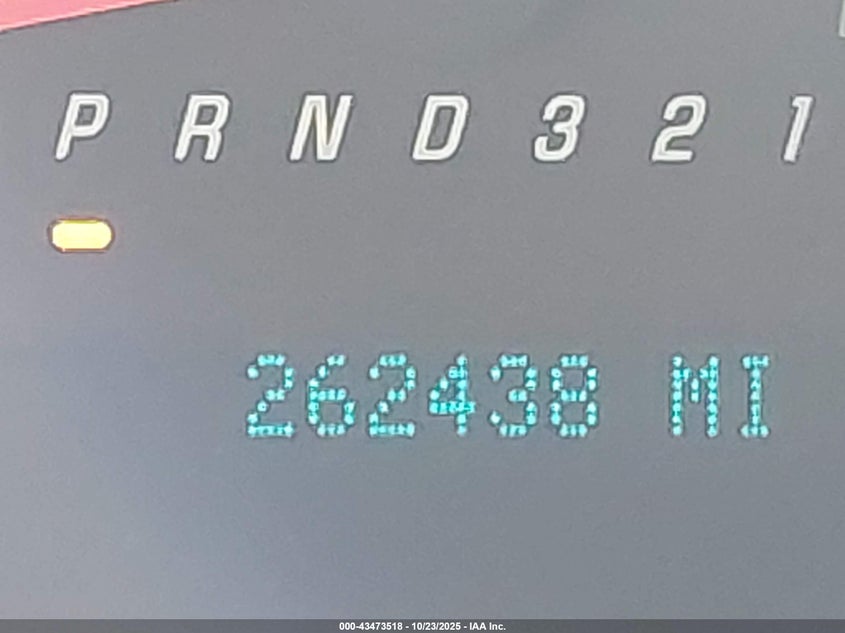 P R N D 3 2 1
262438 MI
000-43473518 - 10/23/2025 - IAA Inc.